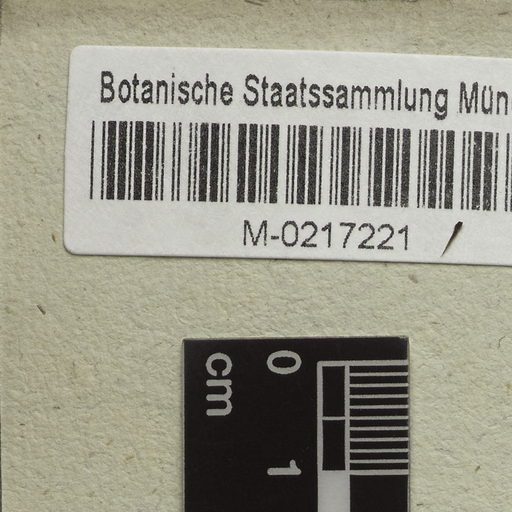 Botanische Staatssammlung Mün
M-0217221
cm
0
1